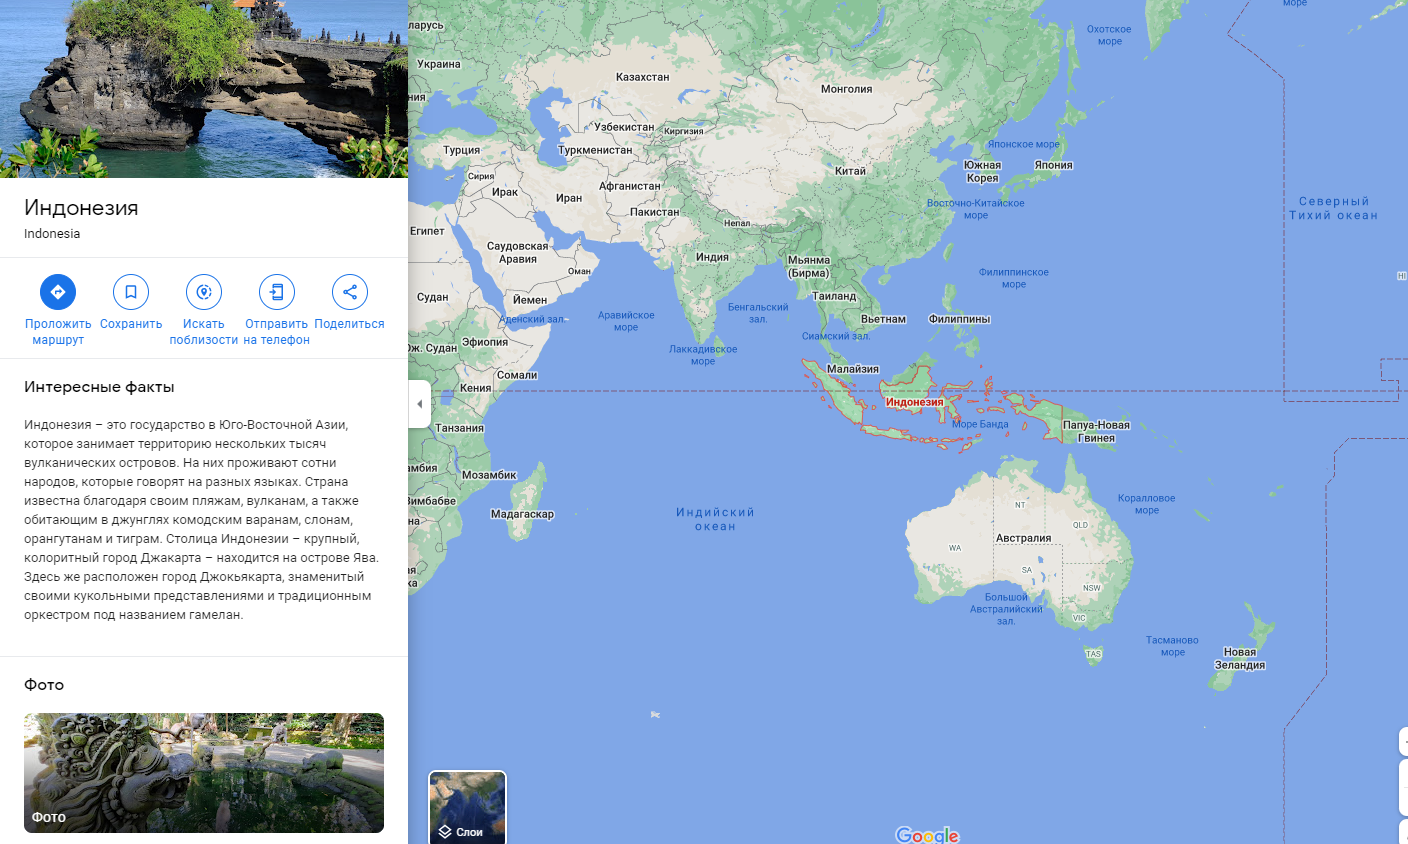 Индонезия
Indonesia
Проложить
маршрут
Сохранить
Искать
поблизости
Отправить
на телефон
Поделиться
Интересные факты
Индонезия – это государство в Юго-Восточной Азии,
которое занимает территорию нескольких тысяч
вулканических островов. На них проживают сотни
народов, которые говорят на разных языках. Страна
известна благодаря своим пляжам, вулканам, а также
обитающим в джунглях комодским варанам, слонам,
орангутанам и тиграм. Столица Индонезии – крупный,
колоритный город Джакарта – находится на острове Ява.
Здесь же расположен город Джокьякарта, знаменитый
своими кукольными представлениями и традиционным
оркестром под названием гамелан.
Фото
Фото
Слои
море
Охотское
море
ларусь
Украина
ния
Казахстан
Монголия
Узбекистан
Киргизия
Турция
Туркменистан
Японское море
Южная
Корея
Япония
Сирия
Ирак
Иран
Афганистан
Китай
Пакистан
Восточно-Китайское
море
Северный
Тихий океан
Непал
Египет
Саудовская
Аравия
Оман
Индия
Мьянма
(Бирма)
Филиппинское
море
HI
Судан
Йемен
Таиланд
Аденский зал.
Аравийское
море
Бенгальский
зал.
Вьетнам
Филиппины
Сиамский зал.
Юж. Судан
Эфиопия
Лаккадивское
море
Малайзия
Сомали
Кения
Индонезия
Море Банда
Папуа-Новая
Гвинея
Танзания
амбия
Мозамбик
Зимбабве
Мадагаскар
на
Индийский
океан
Коралловое
море
NT
QLD
Австралия
WA
SA
NSW
ая
ка
Большой
Австралийский
зал.
VIC
TAS
Тасманово
море
Новая
Зеландия
Google